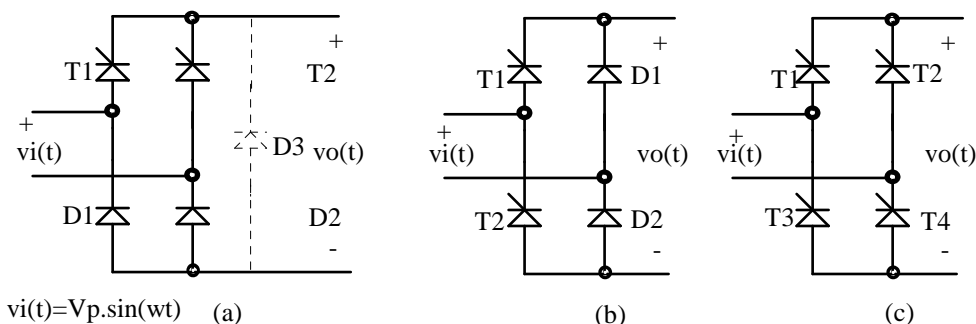 + + +
T1 T2 T1 D1 T1 T2
+ + +
vi(t) D3 vo(t) vi(t) vo(t) vi(t) vo(t)
D1 D2 T2 D2 T3 T4
- - -
vi(t)=Vp.sin(wt) (a) (b) (c)